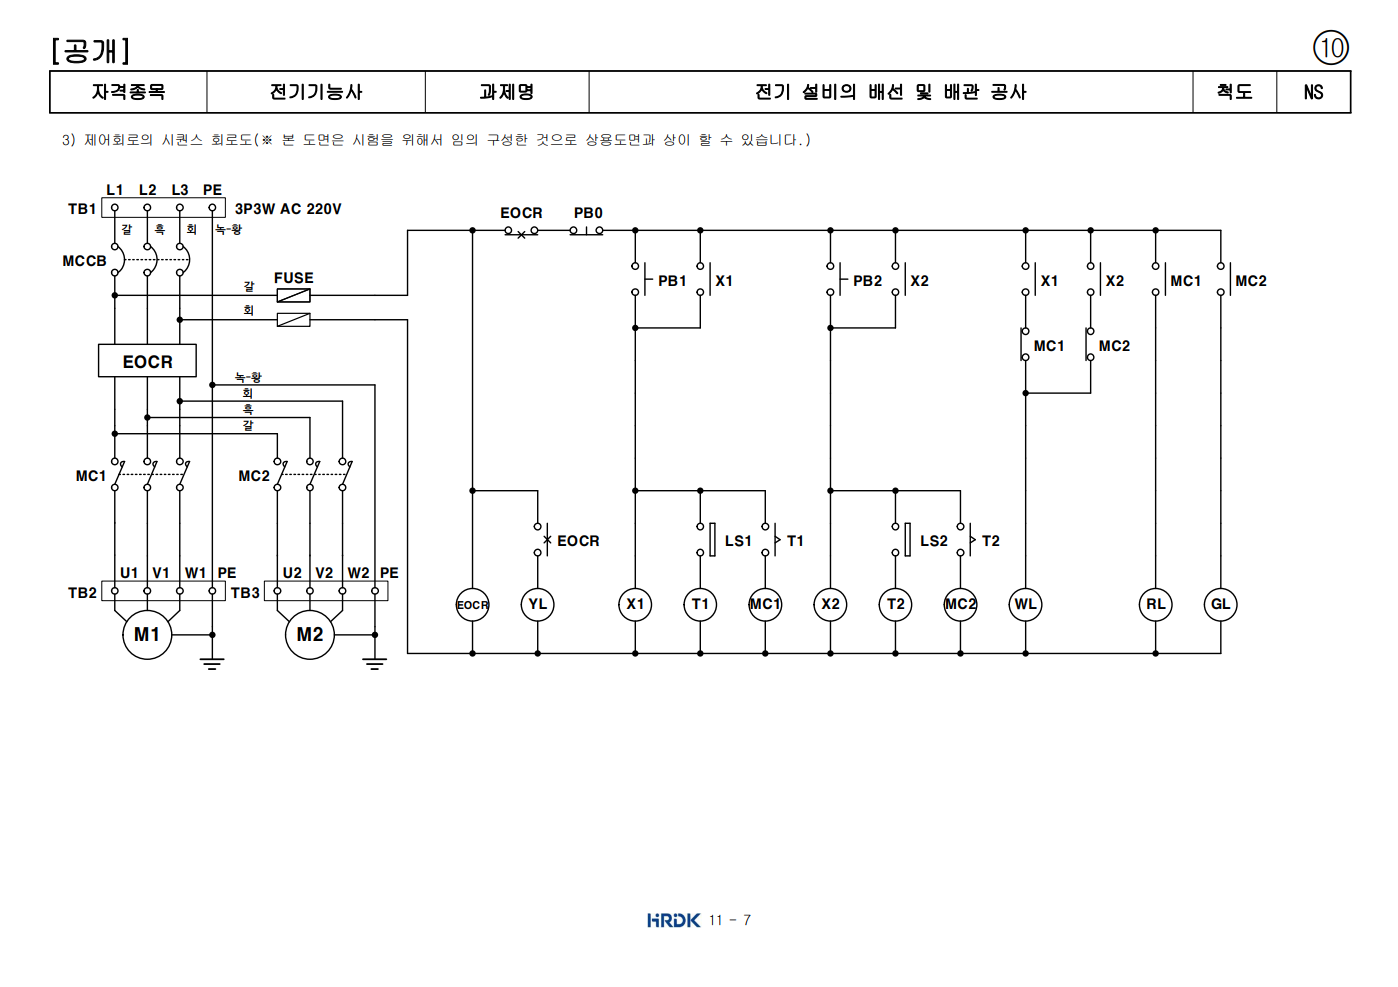 [공개]
⑩
자격종목 전기기능사 과제명 전기 설비의 배선 및 배관 공사 척도 NS
3) 제어회로의 시퀀스 회로도(※ 본 도면은 시험을 위해서 임의 구성한 것으로 상용도면과 상이 할 수 있습니다.)
L1 L2 L3 PE
TB1 3P3W AC 220V
갈 흑 회 녹-황
EOCR PB0
MCCB
FUSE
갈
회
PB1 X1 PB2 X2 X1 X2 MC1 MC2
MC1 MC2
EOCR
녹-황
회
흑
갈
MC1 MC2
EOCR LS1 T1 LS2 T2
U1 V1 W1 PE U2 V2 W2 PE
TB2 TB3
EOCR YL X1 T1 MC1 X2 T2 MC2 WL RL GL
M1 M2
HRDK 11 - 7